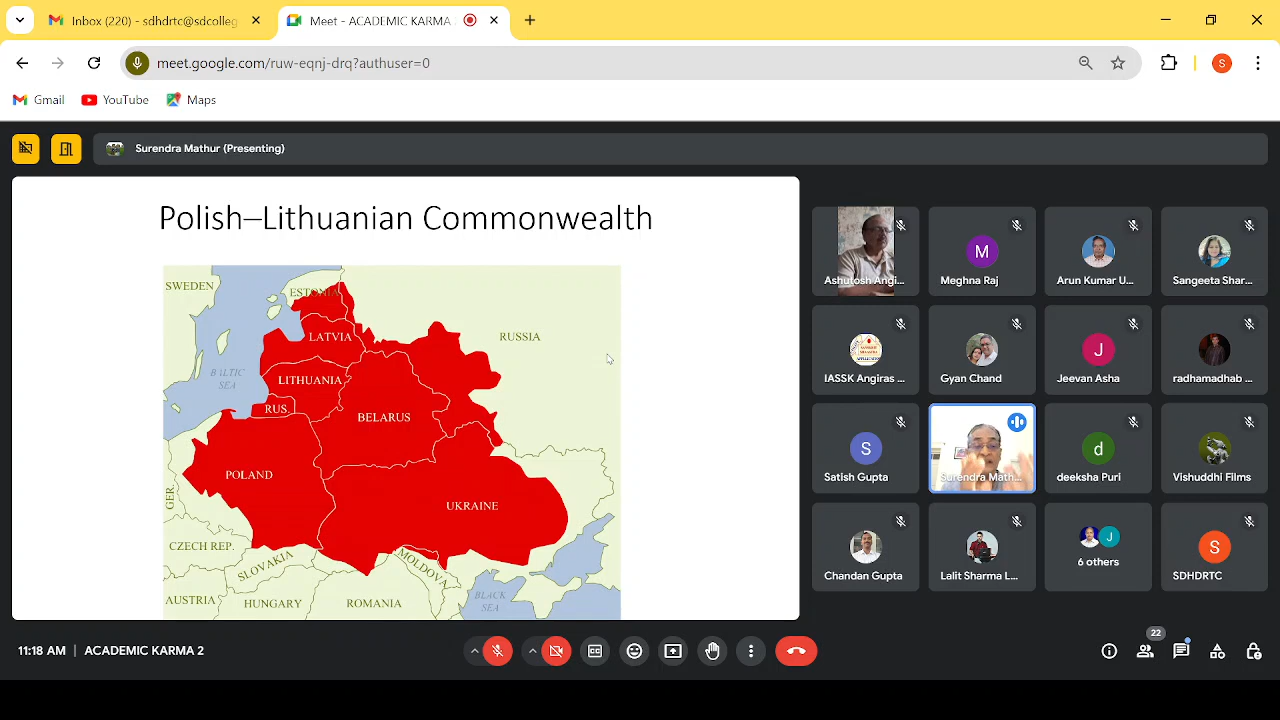 Inbox (220) - sdhdrtc@sdcolleg
Meet - ACADEMIC KARMA
meet.google.com/ruw-eqnj-drq?authuser=0
S
Gmail
YouTube
Maps
Surendra Mathur (Presenting)
Polish–Lithuanian Commonwealth
SWEDEN
ESTONIA
RUSSIA
LATVIA
BALTIC
SEA
LITHUANIA
RUS.
BELARUS
POLAND
GER.
UKRAINE
CZECH REP.
SLOVAKIA
MOLDOVA
AUSTRIA
HUNGARY
ROMANIA
BLACK
SEA
Ashutosh Angi...
M
Meghna Raj
Arun Kumar U...
Sangeeta Shar...
IASSK Angiras ...
Gyan Chand
J
Jeevan Asha
radhamadhab ...
S
Satish Gupta
Surendra Math...
d
deeksha Puri
Vishuddhi Films
Chandan Gupta
Lalit Sharma L...
J
6 others
S
SDHDRTC
11:18 AM | ACADEMIC KARMA 2
22